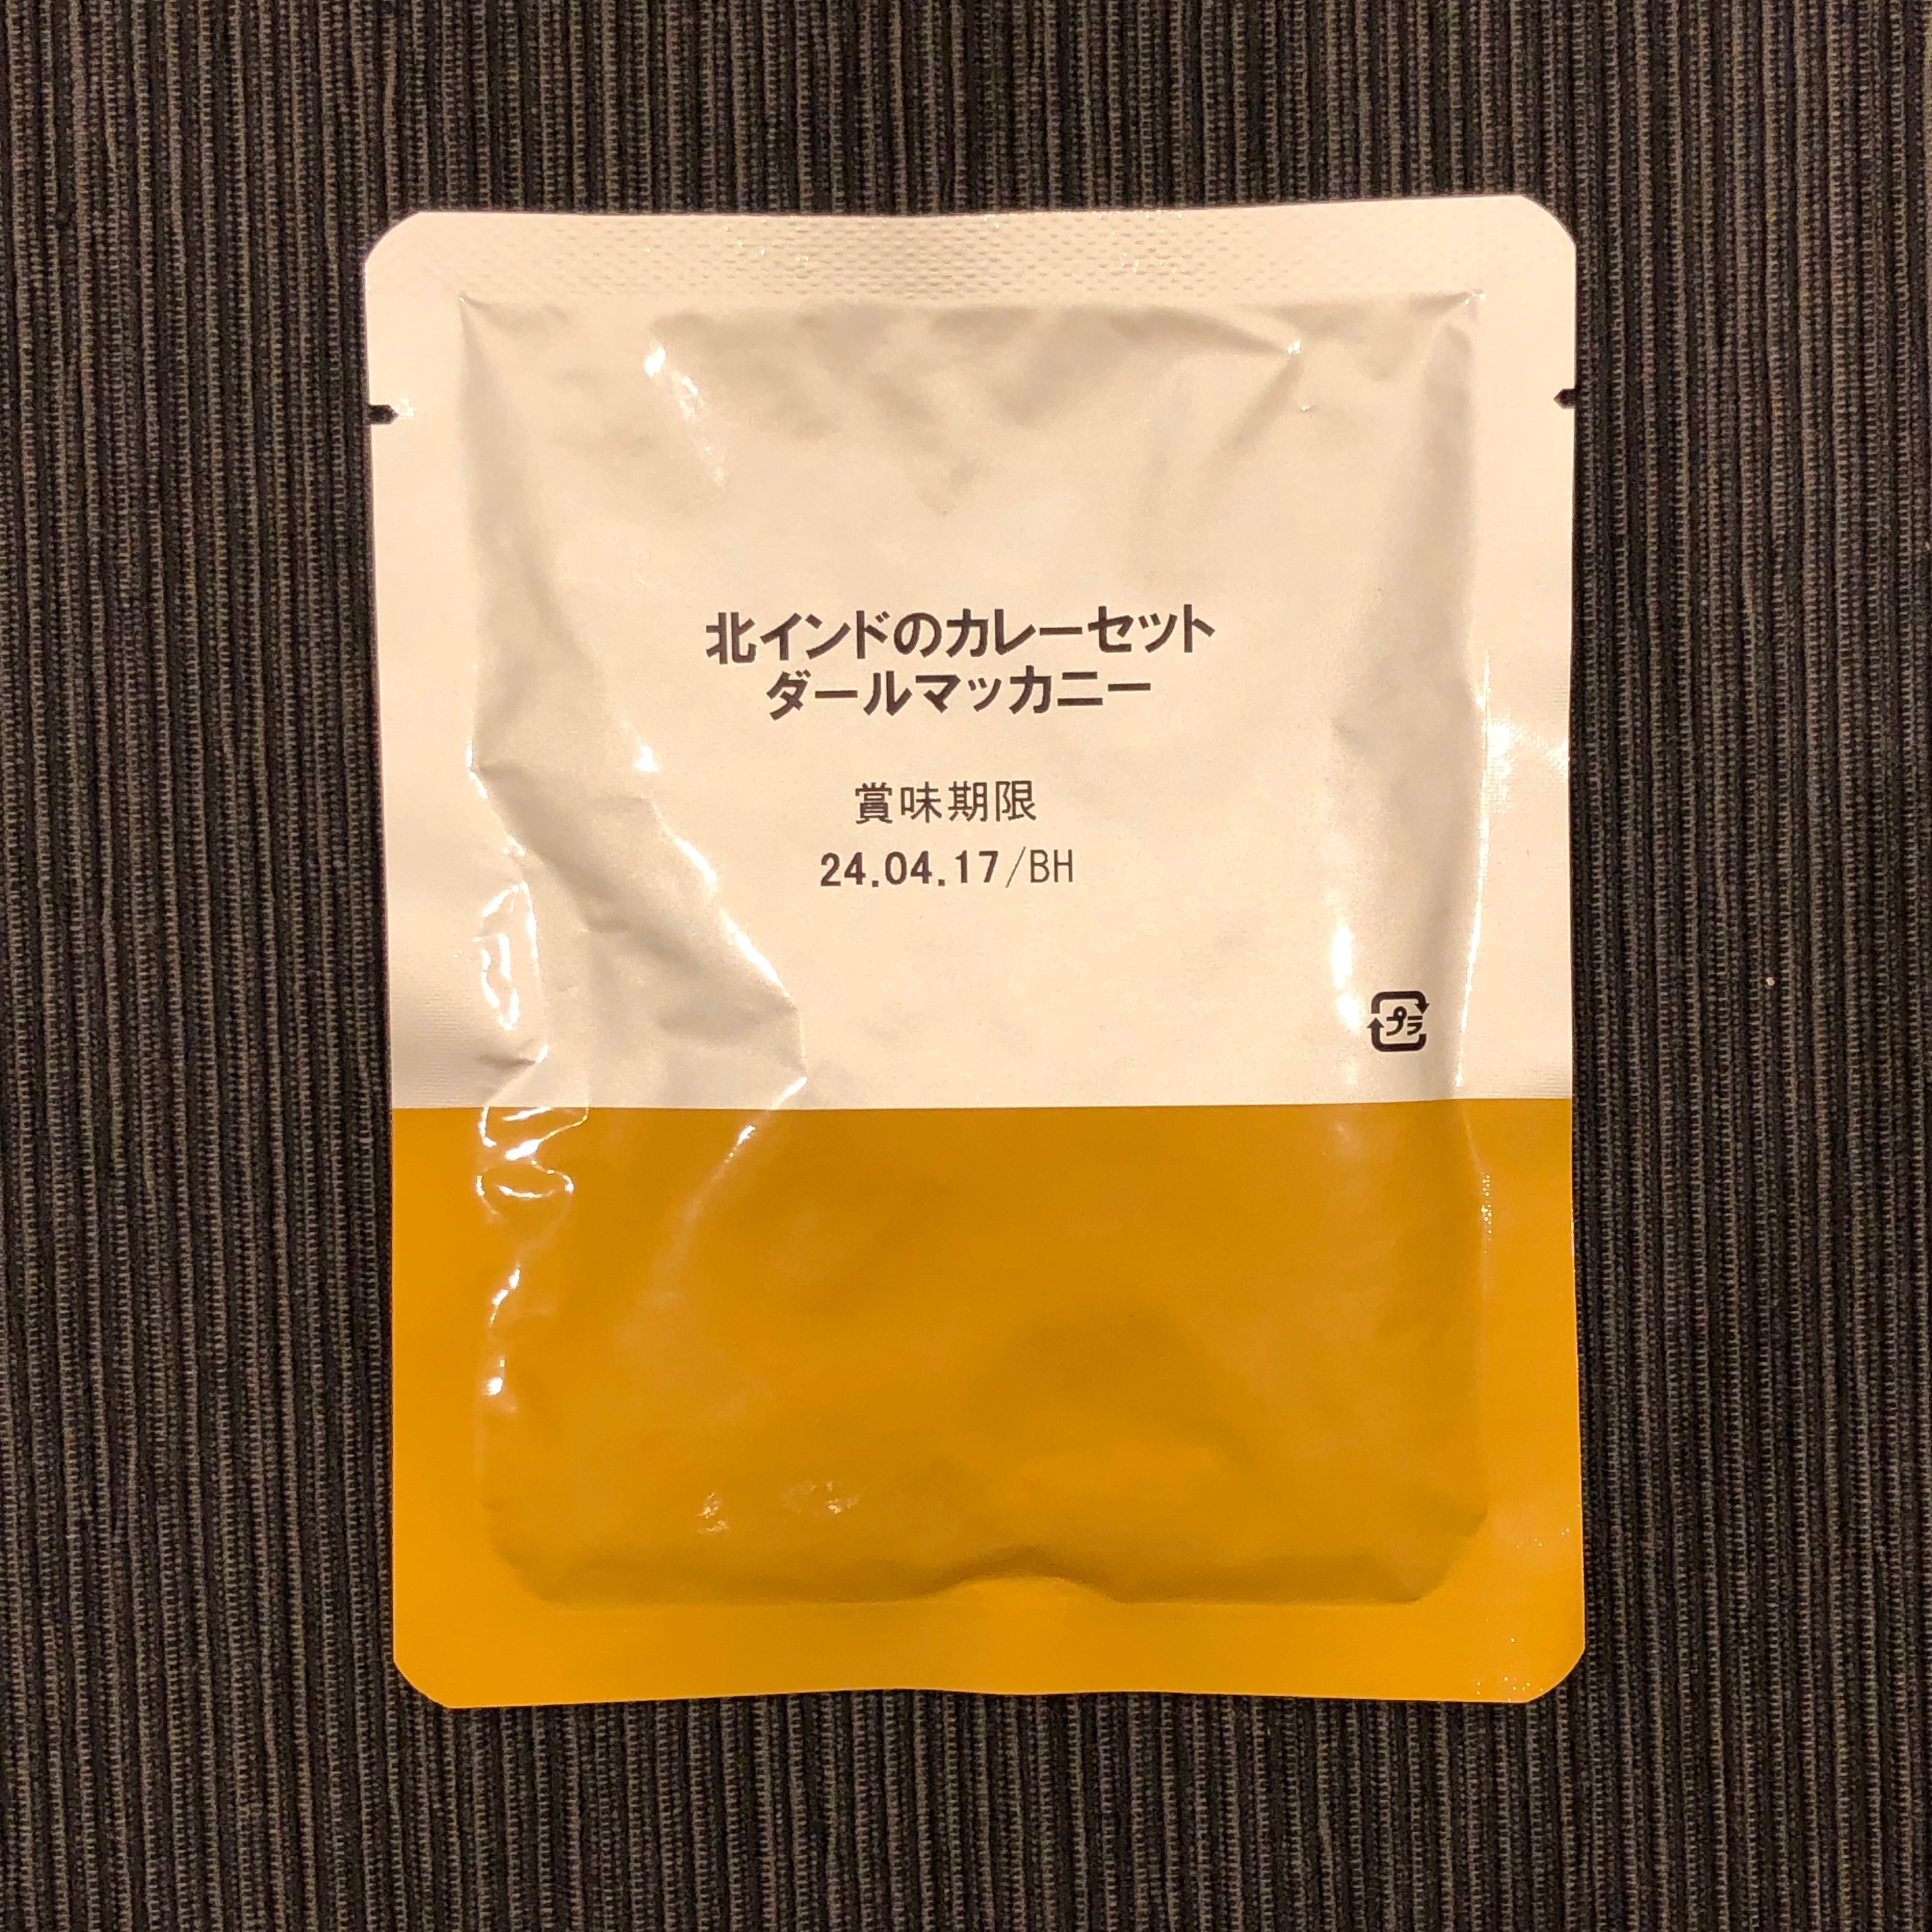 北インドのカレーセット
ダールマッカニー
賞味期限
24.04.17/BH
プラ